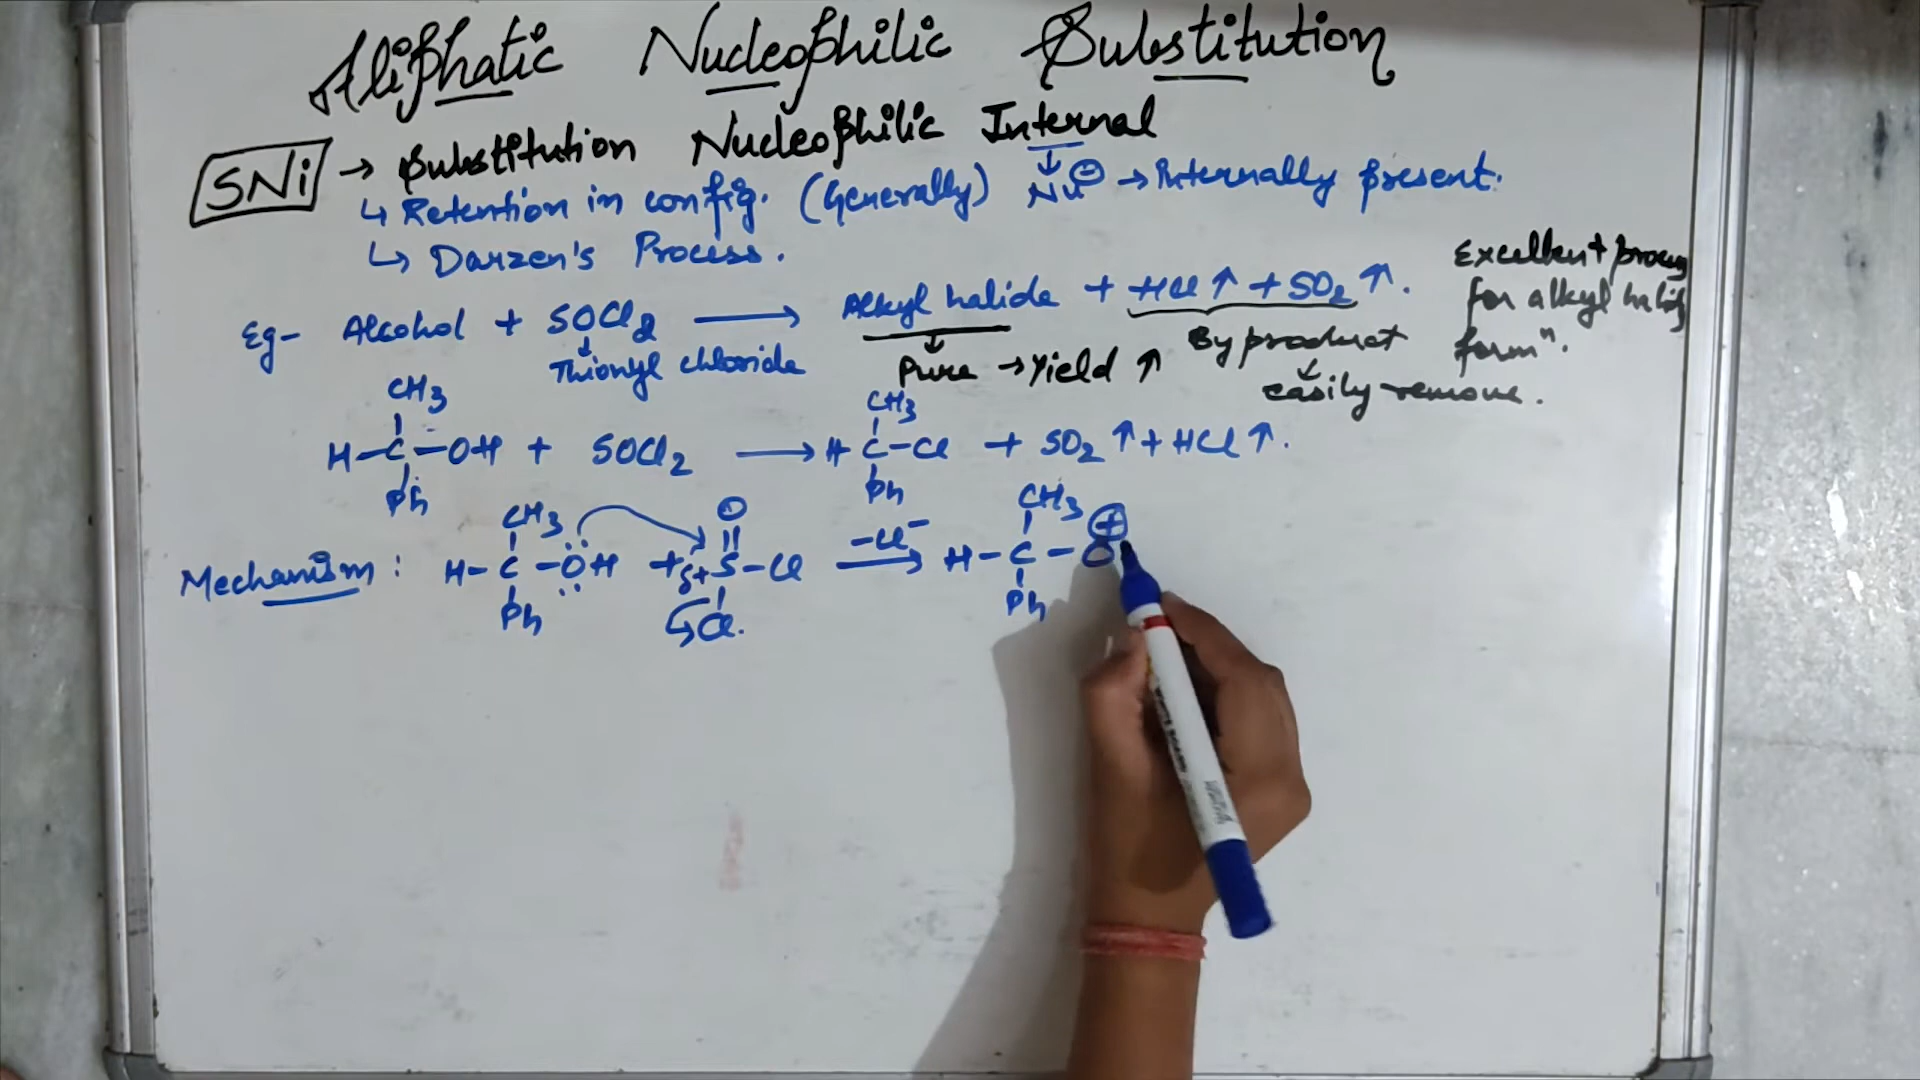 Aliphatic Nucleophilic Substitution
SNi → Substitution Nucleophilic Internal
↳ Retention in config. (Generally) ↓ Nu⊖ → Internally present.
↳ Darzen's Process.
Eg- Alcohol + SOCl2 ⟶ Alkyl halide + HCl↑ + SO2↑.
↓ Thionyl chloride
↓ Pure → Yield ↑
By product
↓ easily remove.
Excellent process
for alkyl halide
formⁿ.
CH3 CH3
H-C-OH + SOCl2 ⟶ H C-Cl + SO2↑ + HCl↑.
Ph Ph
CH3 O CH3 ⊕
Mechanism: H-C-ÖH + δ+ S-Cl -Cl⁻ ⟶ H-C-O
Ph Cl. Ph